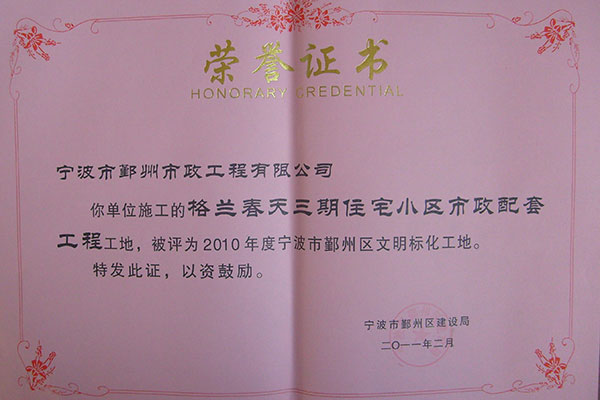 荣誉证书
HONORARY CREDENTIAL
宁波市鄞州市政工程有限公司
你单位施工的格兰春天三期住宅小区市政配套
工程工地，被评为2010年度宁波市鄞州区文明标化工地。
特发此证，以资鼓励。
宁波市鄞州区建设局
二〇一一年二月